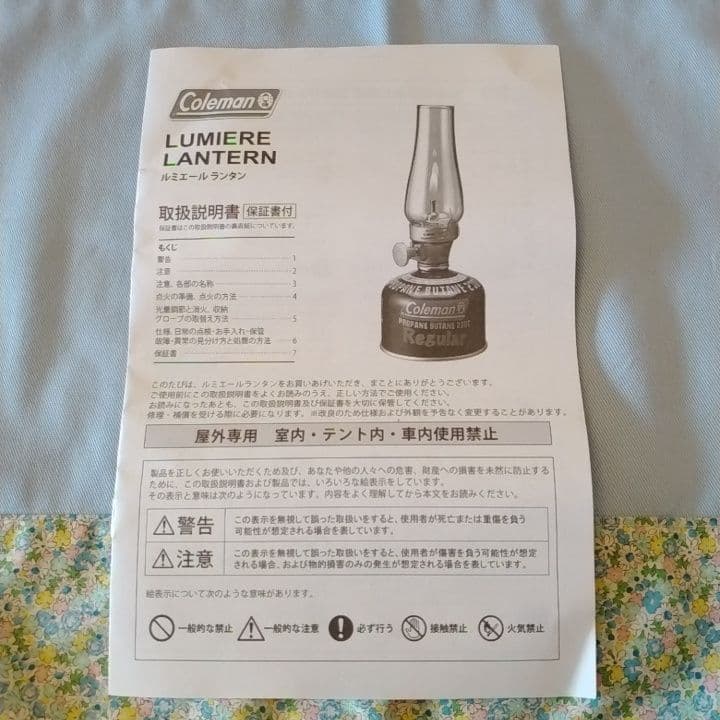 Coleman
LUMIERE
LANTERN
ルミエール ランタン
取扱説明書 保証書付
保証書はこの取扱説明書の裏表紙についています。
もくじ
警告 1
注意 2
注意、各部の名称 3
点火の準備、点火の方法 4
光量調節と消火、収納
グローブの取替え方法 5
仕様、日常の点検・お手入れ・保管
故障・異常の見分け方と処置の方法 6
保証書 7
PROPANE BUTANE
Coleman
PROPANE BUTANE 230T
Regular
このたびは、ルミエールランタンをお買いあげいただき、まことにありがとうございます。
ご使用前にこの取扱説明書をよくお読みのうえ、正しい方法でご使用ください。
お読みになったあとも、この取扱説明書及び保証書を大切に保管してください。
修理・補償を受ける際に必要になります。※改良のため仕様および外観を予告なく変更することがあります。
屋外専用 室内・テント内・車内使用禁止
製品を正しくお使いいただくため及び、あなたや他の人々への危害、財産への損害を未然に防止する
ために、この取扱説明書および製品では、いろいろな絵表示をしています。
その表示と意味は次のようになっています。内容をよく理解してから本文をお読みください。
警告 この表示を無視して誤った取扱いをすると、使用者が死亡または重傷を負う
可能性が想定される場合を表しています。
注意 この表示を無視して誤った取扱いをすると、使用者が傷害を負う可能性が想定
される場合、および物的損害のみの発生が想定される場合を表しています。
絵表示について次のような意味があります。
一般的な禁止 一般的な注意 必ず行う 接触禁止 火気禁止